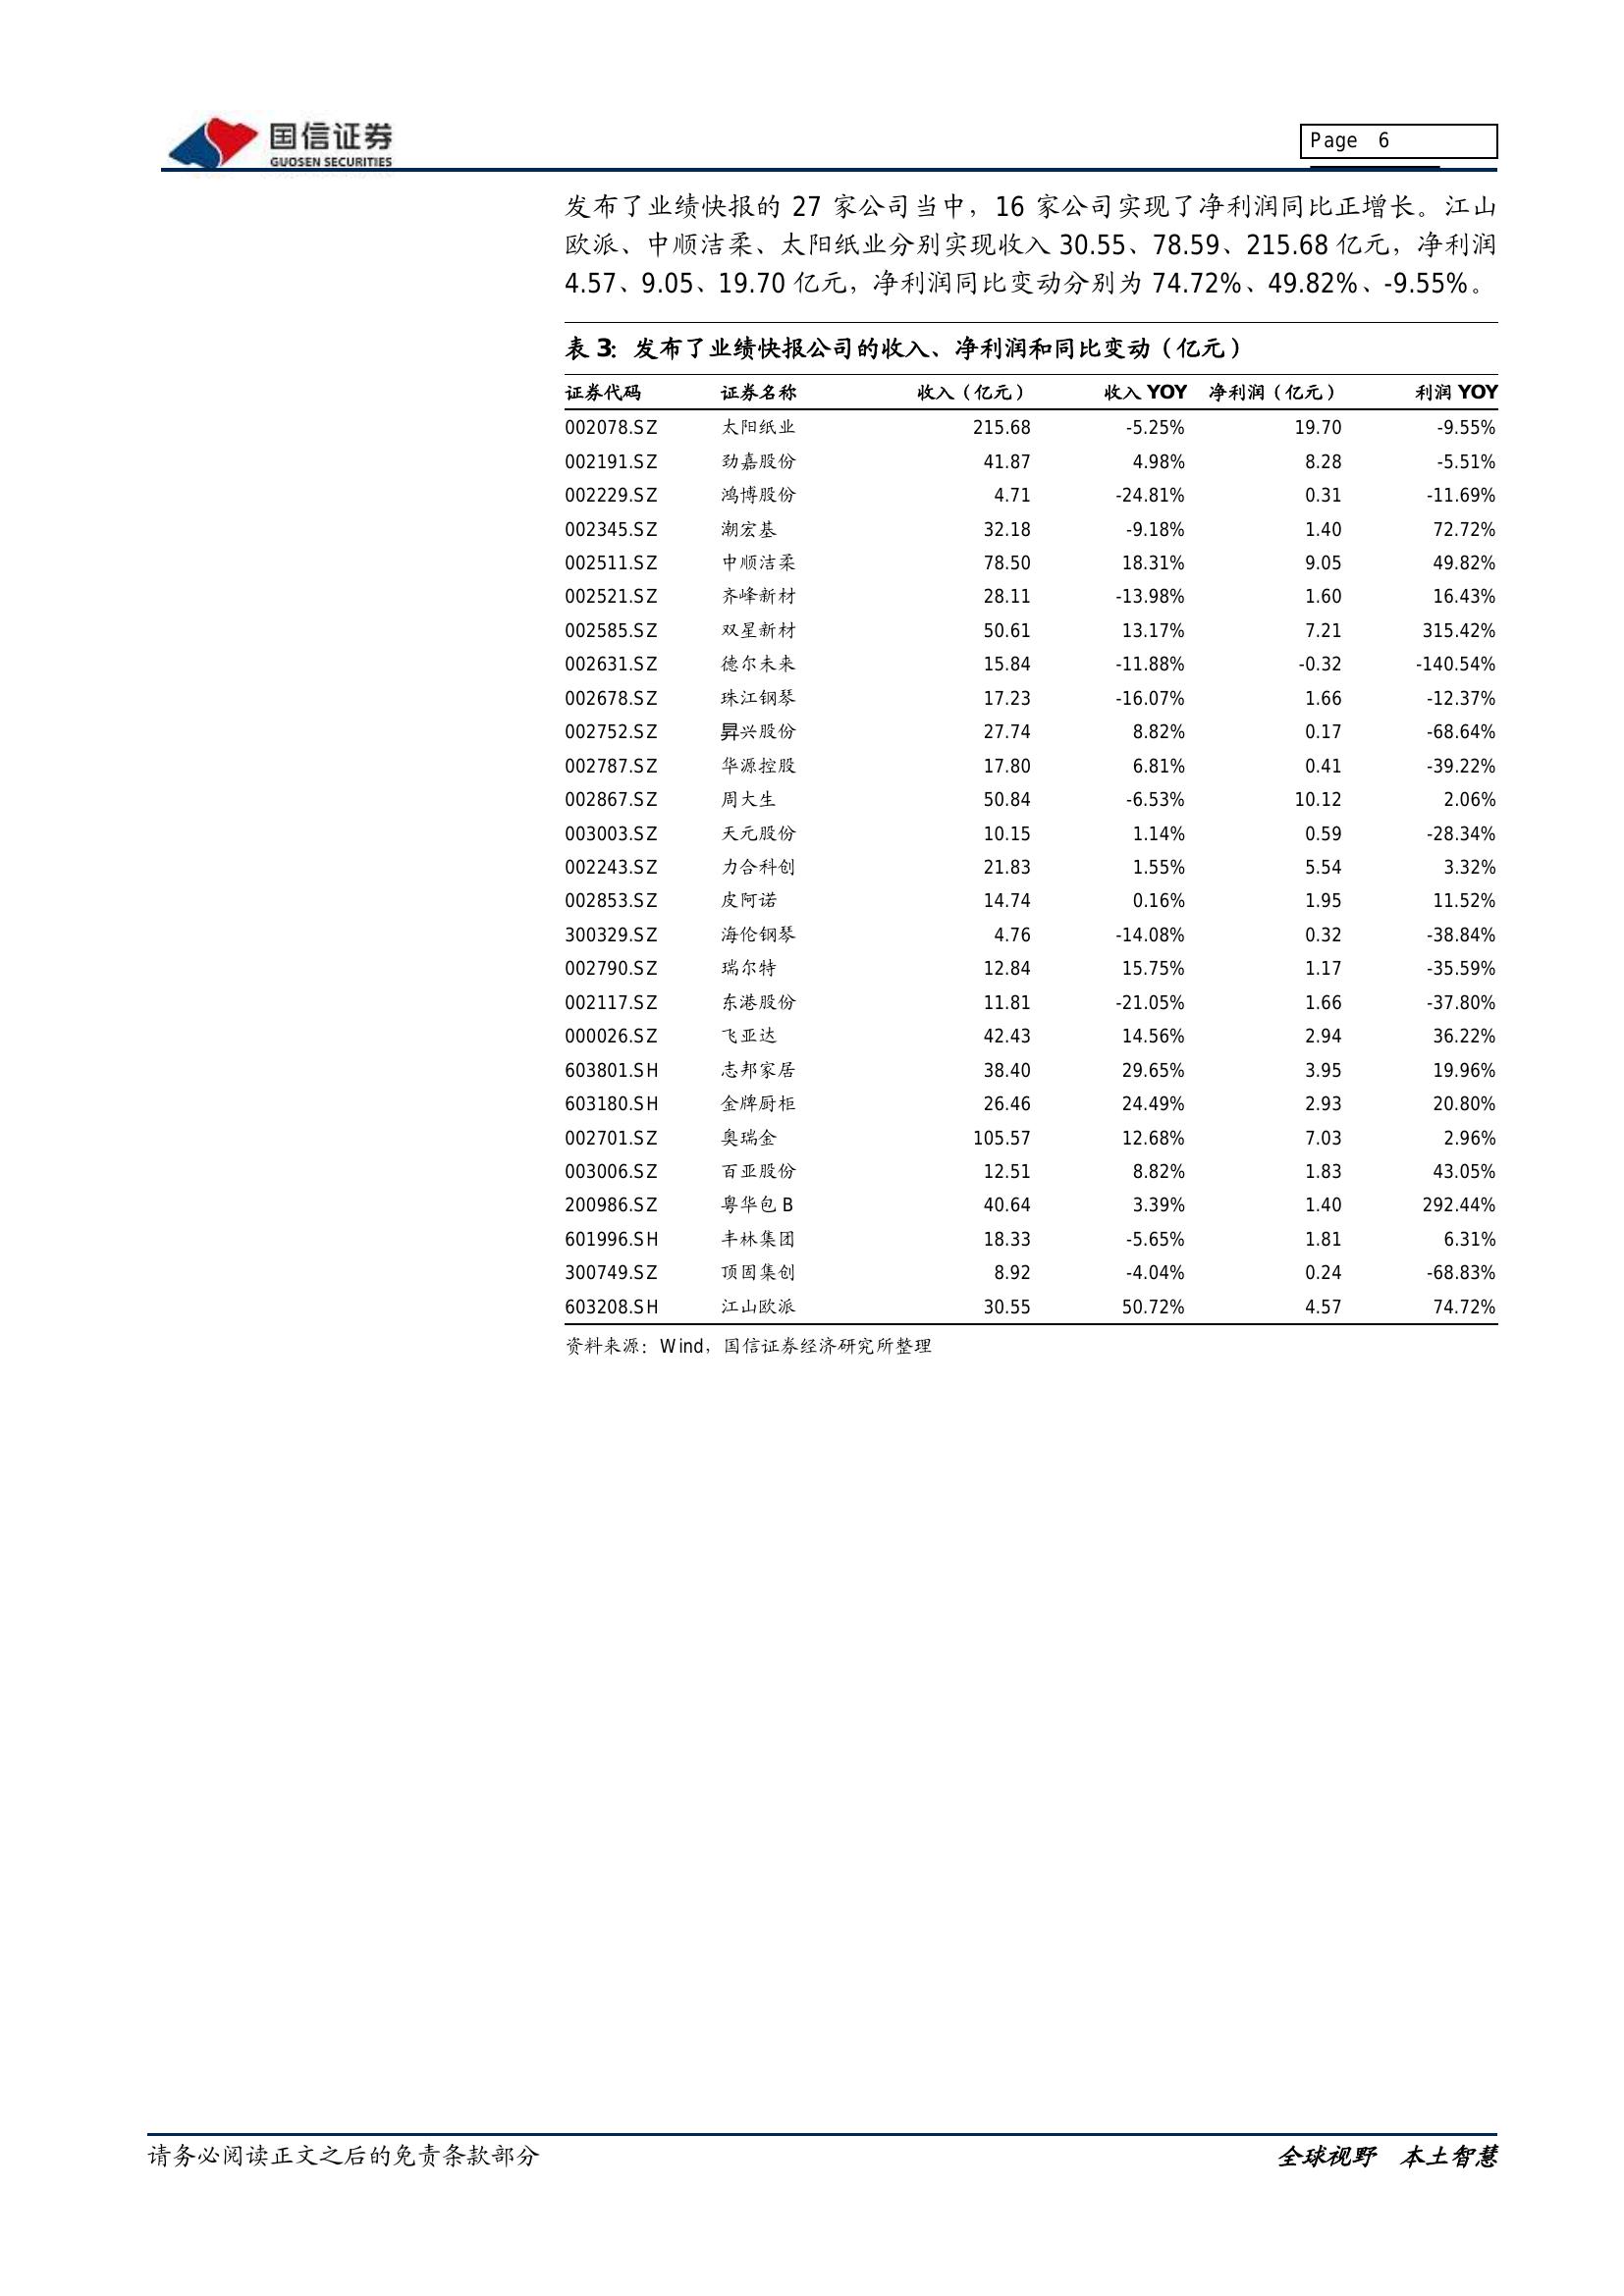 国信证券
GUOSEN SECURITIES
Page 6
发布了业绩快报的 27 家公司当中，16 家公司实现了净利润同比正增长。江山
欧派、中顺洁柔、太阳纸业分别实现收入 30.55、78.59、215.68 亿元，净利润
4.57、9.05、19.70 亿元，净利润同比变动分别为 74.72%、49.82%、-9.55%。
表 3：发布了业绩快报公司的收入、净利润和同比变动（亿元）
证券代码 证券名称 收入（亿元） 收入 YOY 净利润（亿元） 利润 YOY
002078.SZ 太阳纸业 215.68 -5.25% 19.70 -9.55%
002191.SZ 劲嘉股份 41.87 4.98% 8.28 -5.51%
002229.SZ 鸿博股份 4.71 -24.81% 0.31 -11.69%
002345.SZ 潮宏基 32.18 -9.18% 1.40 72.72%
002511.SZ 中顺洁柔 78.50 18.31% 9.05 49.82%
002521.SZ 齐峰新材 28.11 -13.98% 1.60 16.43%
002585.SZ 双星新材 50.61 13.17% 7.21 315.42%
002631.SZ 德尔未来 15.84 -11.88% -0.32 -140.54%
002678.SZ 珠江钢琴 17.23 -16.07% 1.66 -12.37%
002752.SZ 昇兴股份 27.74 8.82% 0.17 -68.64%
002787.SZ 华源控股 17.80 6.81% 0.41 -39.22%
002867.SZ 周大生 50.84 -6.53% 10.12 2.06%
003003.SZ 天元股份 10.15 1.14% 0.59 -28.34%
002243.SZ 力合科创 21.83 1.55% 5.54 3.32%
002853.SZ 皮阿诺 14.74 0.16% 1.95 11.52%
300329.SZ 海伦钢琴 4.76 -14.08% 0.32 -38.84%
002790.SZ 瑞尔特 12.84 15.75% 1.17 -35.59%
002117.SZ 东港股份 11.81 -21.05% 1.66 -37.80%
000026.SZ 飞亚达 42.43 14.56% 2.94 36.22%
603801.SH 志邦家居 38.40 29.65% 3.95 19.96%
603180.SH 金牌厨柜 26.46 24.49% 2.93 20.80%
002701.SZ 奥瑞金 105.57 12.68% 7.03 2.96%
003006.SZ 百亚股份 12.51 8.82% 1.83 43.05%
200986.SZ 粤华包 B 40.64 3.39% 1.40 292.44%
601996.SH 丰林集团 18.33 -5.65% 1.81 6.31%
300749.SZ 顶固集创 8.92 -4.04% 0.24 -68.83%
603208.SH 江山欧派 30.55 50.72% 4.57 74.72%
资料来源：Wind，国信证券经济研究所整理
请务必阅读正文之后的免责条款部分
全球视野 本土智慧